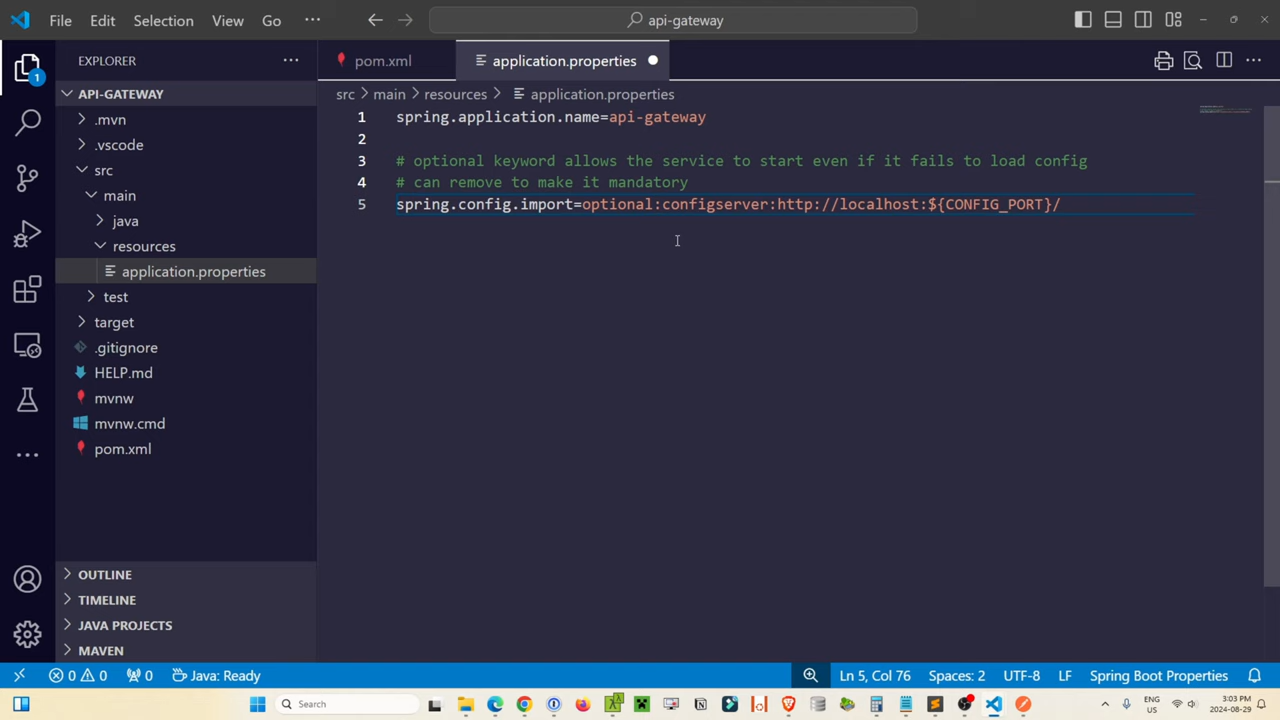 File Edit Selection View Go ··· api-gateway
EXPLORER ···
API-GATEWAY
.mvn
.vscode
src
main
java
resources
application.properties
test
target
.gitignore
HELP.md
mvnw
mvnw.cmd
pom.xml
OUTLINE
TIMELINE
JAVA PROJECTS
MAVEN
1
pom.xml application.properties
src > main > resources > application.properties
1 spring.application.name=api-gateway
2
3 # optional keyword allows the service to start even if it fails to load config
4 # can remove to make it mandatory
5 spring.config.import=optional:configserver:http://localhost:${CONFIG_PORT}/
0 0 0 Java: Ready Ln 5, Col 76 Spaces: 2 UTF-8 LF Spring Boot Properties
Search ENG US 3:03 PM 2024-08-29